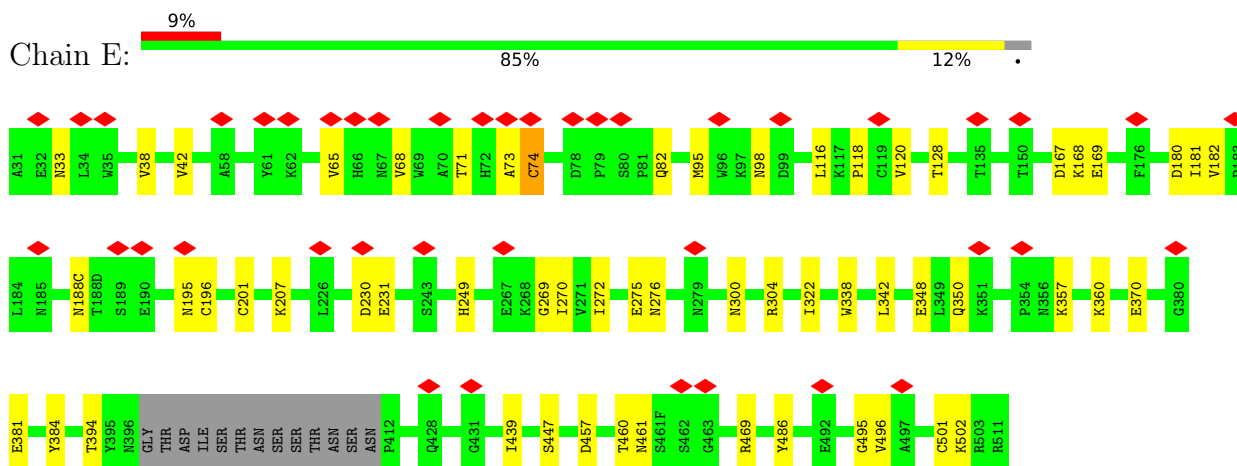 9%
Chain E:
85% 12% •
A31 E32 N33 L34 W35 V38 V42 A58 Y61 K62 V65 H66 N67 V68 W69 A70 T71 H72 A73 C74 D78 P79 S80 P81 Q82 M95 W96 K97 N98 D99 L116 K117 P118 C119 V120 T128 T135 T150 D167 K168 E169 F176 D180 I181 V182
L184 N185 N188C T188D S189 E190 N195 C196 C201 K207 L226 D230 E231 S243 H249 E267 K268 G269 I270 V271 I272 E275 N276 N279 N300 R304 I322 W338 L342 E348 L349 Q350 K351 P354 N356 K357 K360 E370 G380
E381 Y384 T394 Y395 N396 GLY THR ASP ILE SER THR ASN SER SER THR ASN SER ASN P412 Q428 G431 I439 S447 D457 T460 N461 S461F S462 G463 R469 Y486 E492 G495 V496 A497 C501 K502 R503 R511